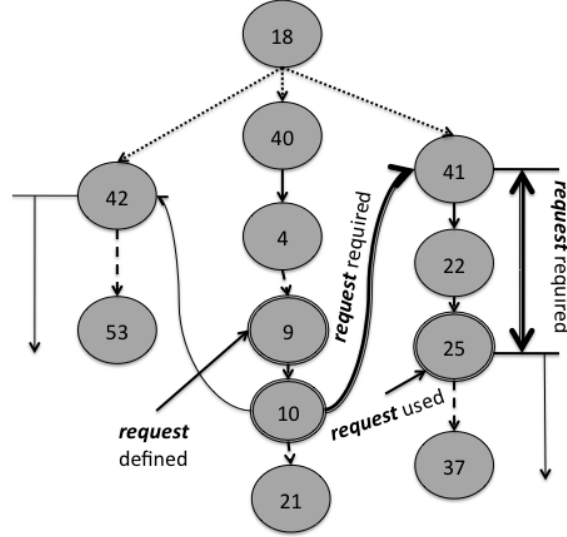 18
40
42
41
4
22
53
9
25
10
37
21
request required
request required
request used
request
defined